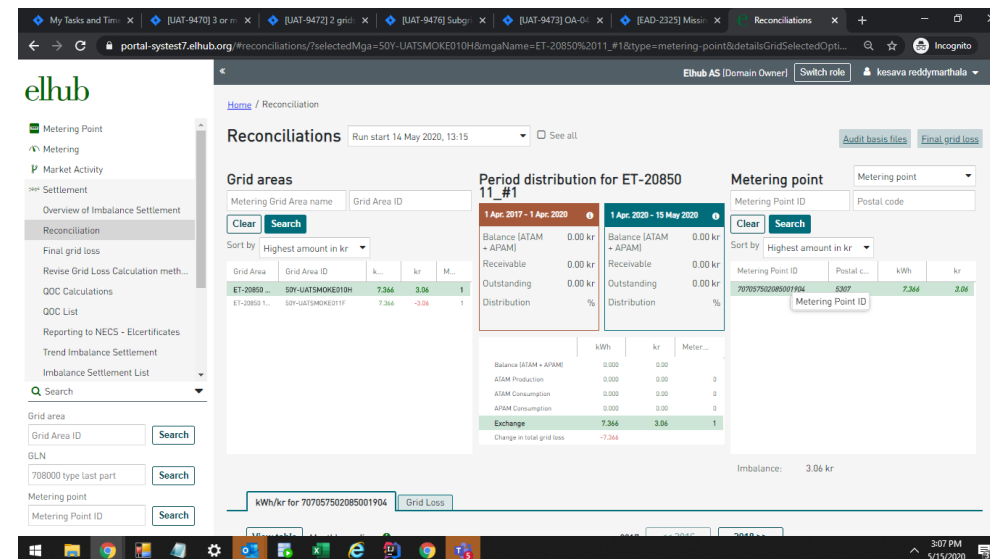 My Tasks and Time
[UAT-9470] 3 or m
[UAT-9472] 2 grid
[UAT-9476] Subgri
[UAT-9473] OA-04
[EAD-2325] Missin
Reconciliations
portal-systest7.elhub.org/#reconciliations/?selectedMga=50Y-UATSMOKE010H&mgaName=ET-20850%2011_#1&type=metering-point&detailsGridSelectedOpti...
Incognito
elhub
Elhub AS (Domain Owner)
Switch role
kesava reddymarthala
Home / Reconciliation
Metering Point
Metering
Market Activity
Settlement
Overview of Imbalance Settlement
Reconciliation
Final grid loss
Revise Grid Loss Calculation meth...
QOC Calculations
QOC List
Reporting to NECS - Elcertificates
Trend Imbalance Settlement
Imbalance Settlement List
Search
Grid area
Grid Area ID
Search
GLN
708000 type last part
Search
Metering point
Metering Point ID
Search
Reconciliations
Run start 14 May 2020, 13:15
See all
Audit basis files
Final grid loss
Grid areas
Metering Grid Area name
Grid Area ID
Clear
Search
Sort by Highest amount in kr
Grid Area Grid Area ID k... kr M...
ET-20850 ... 50Y-UATSMOKE010H 7.366 3.06 1
ET-20850 1... 50Y-UATSMOKE011F 7.366 -3.06 1
Period distribution for ET-20850
11_#1
1 Apr. 2017 - 1 Apr. 2020
Balance (ATAM + APAM) 0.00 kr
Receivable 0.00 kr
Outstanding 0.00 kr
Distribution %
1 Apr. 2020 - 15 May 2020
Balance (ATAM + APAM) 0.00 kr
Receivable 0.00 kr
Outstanding 0.00 kr
Distribution %
kWh kr Meter...
Balance (ATAM + APAM) 0.000 0.00
ATAM Production 0.000 0.00 0
ATAM Consumption 0.000 0.00 0
APAM Consumption 0.000 0.00 0
Exchange 7.366 3.06 1
Change in total grid loss -7.366
Metering point
Metering point
Metering Point ID
Postal code
Clear
Search
Sort by Highest amount in kr
Metering Point ID Postal c... kWh kr
707057502085001904 5307 7.366 3.06
Metering Point ID
Imbalance: 3.06 kr
kWh/kr for 707057502085001904
Grid Loss
3:07 PM
5/15/2020